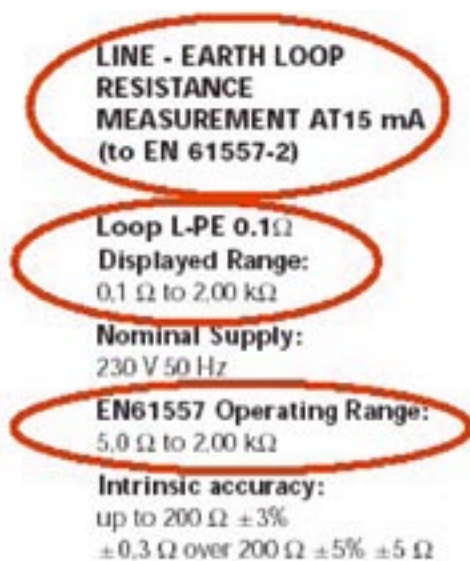 LINE - EARTH LOOP
RESISTANCE
MEASUREMENT AT15 mA
(to EN 61557-2)
Loop L-PE 0.1Ω
Displayed Range:
0,1 Ω to 2,00 kΩ
Nominal Supply:
230 V 50 Hz
EN61557 Operating Range:
5,0 Ω to 2,00 kΩ
Intrinsic accuracy:
up to 200 Ω ±3%
±0,3 Ω over 200 Ω ±5% ±5 Ω